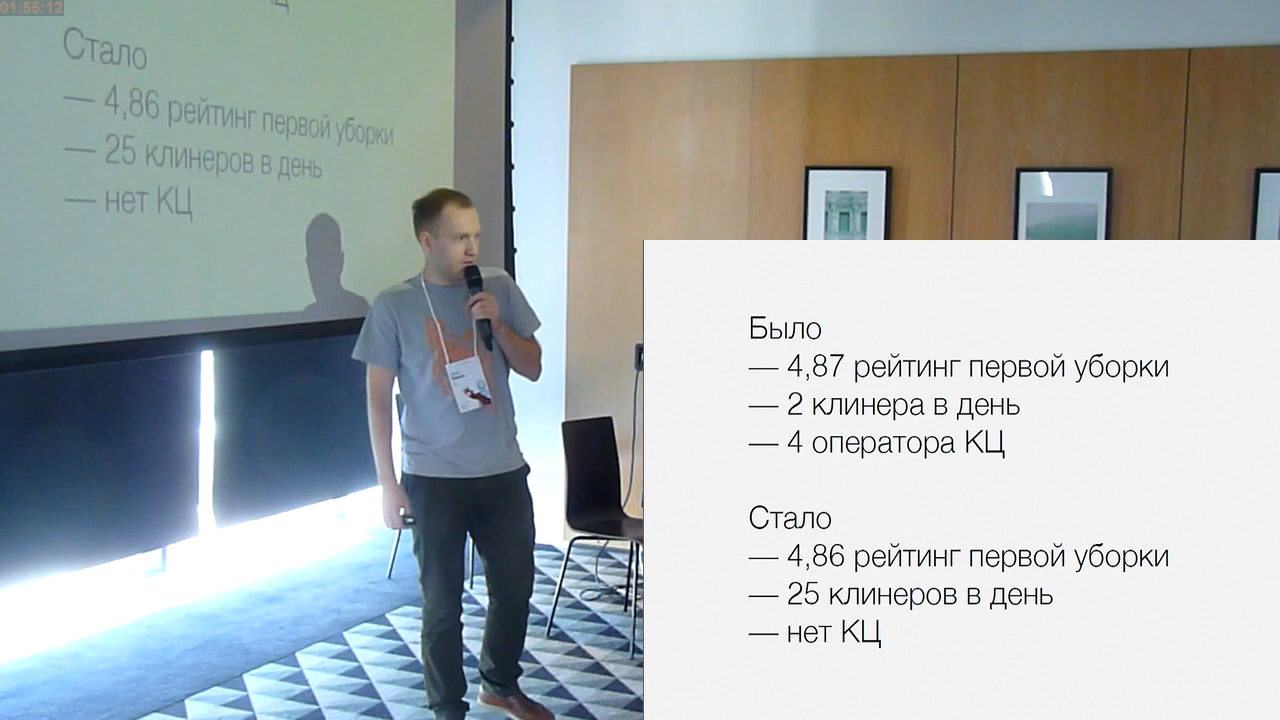 01:55:12
Стало
— 4,86 рейтинг первой уборки
— 25 клинеров в день
— нет КЦ
Было
— 4,87 рейтинг первой уборки
— 2 клинера в день
— 4 оператора КЦ
Стало
— 4,86 рейтинг первой уборки
— 25 клинеров в день
— нет КЦ